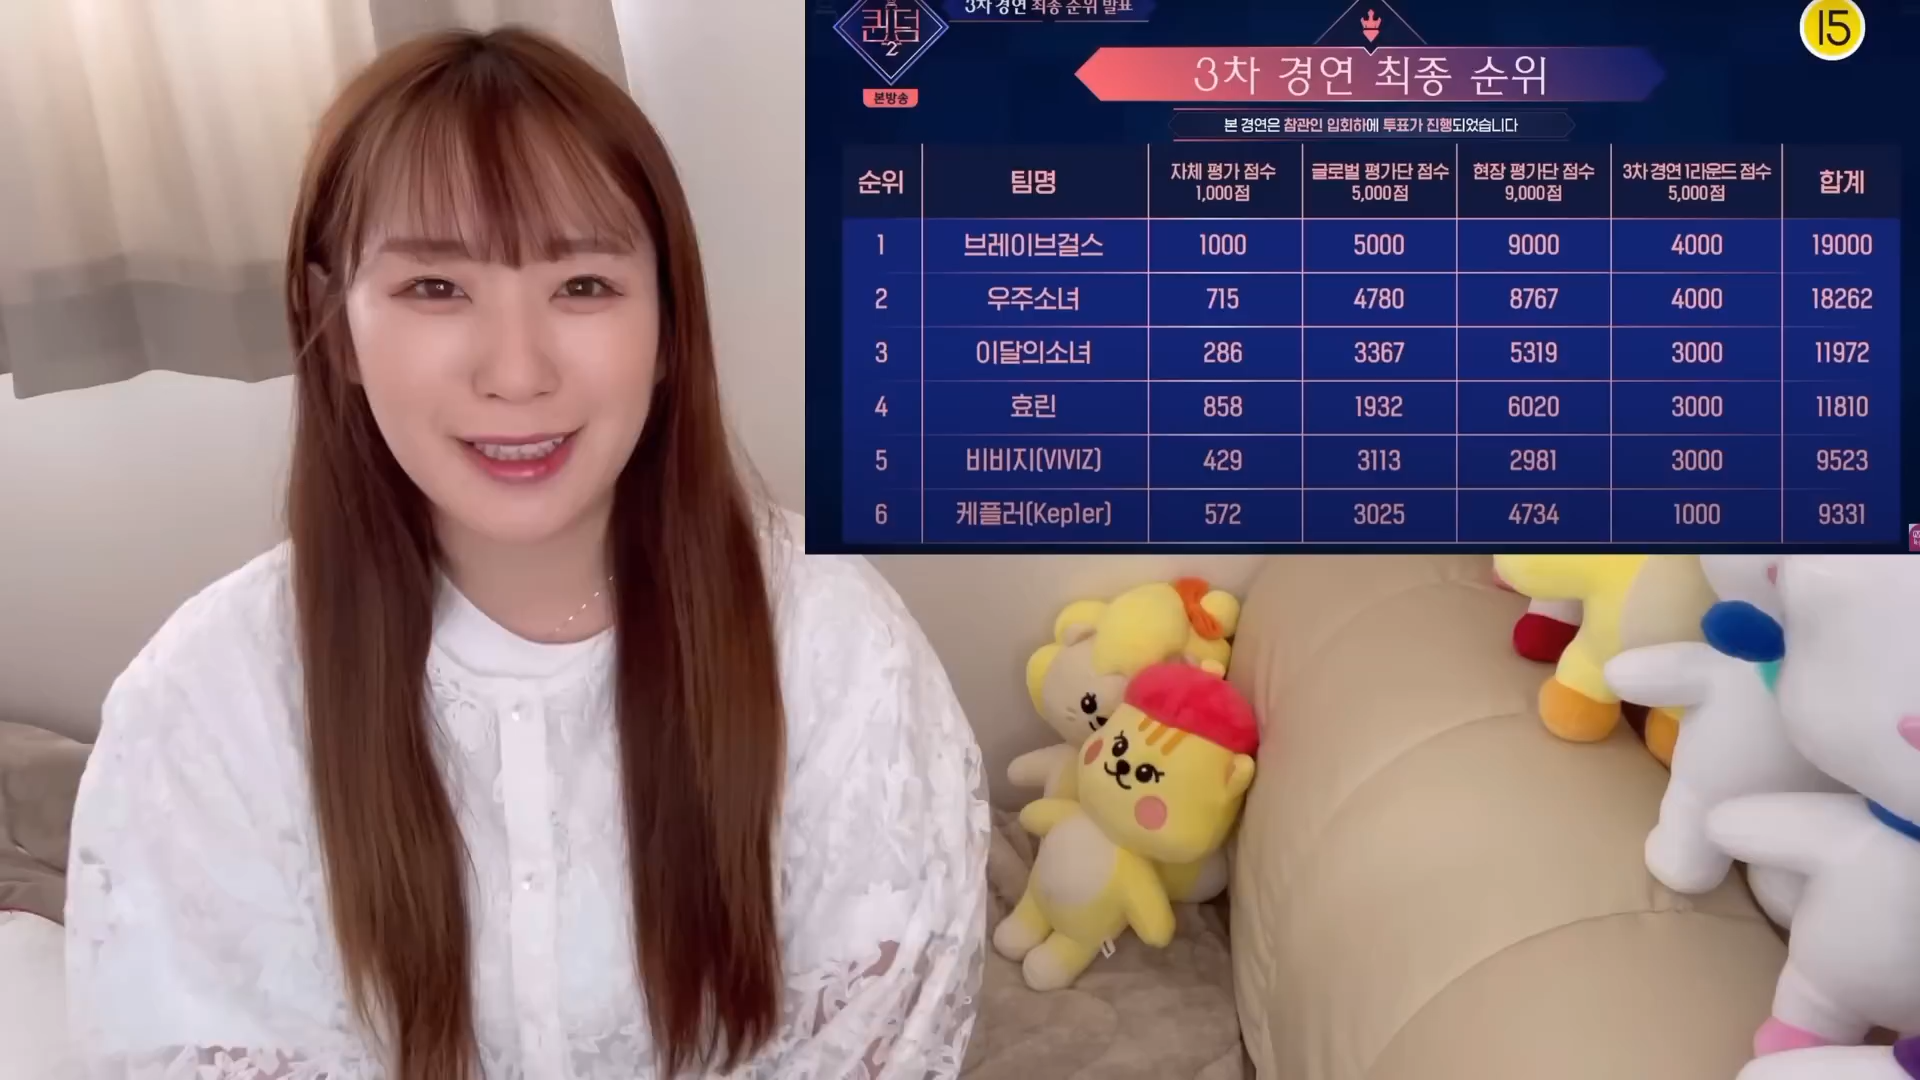 퀸덤
2
본방송
3차 경연 최종 순위 발표
15
3차 경연 최종 순위
본 경연은 참관인 입회하에 투표가 진행되었습니다
순위 팀명 자체 평가 점수 1,000점 글로벌 평가단 점수 5,000점 현장 평가단 점수 9,000점 3차 경연 1라운드 점수 5,000점 합계
1 브레이브걸스 1000 5000 9000 4000 19000
2 우주소녀 715 4780 8767 4000 18262
3 이달의소녀 286 3367 5319 3000 11972
4 효린 858 1932 6020 3000 11810
5 비비지(VIVIZ) 429 3113 2981 3000 9523
6 케플러(Kep1er) 572 3025 4734 1000 9331